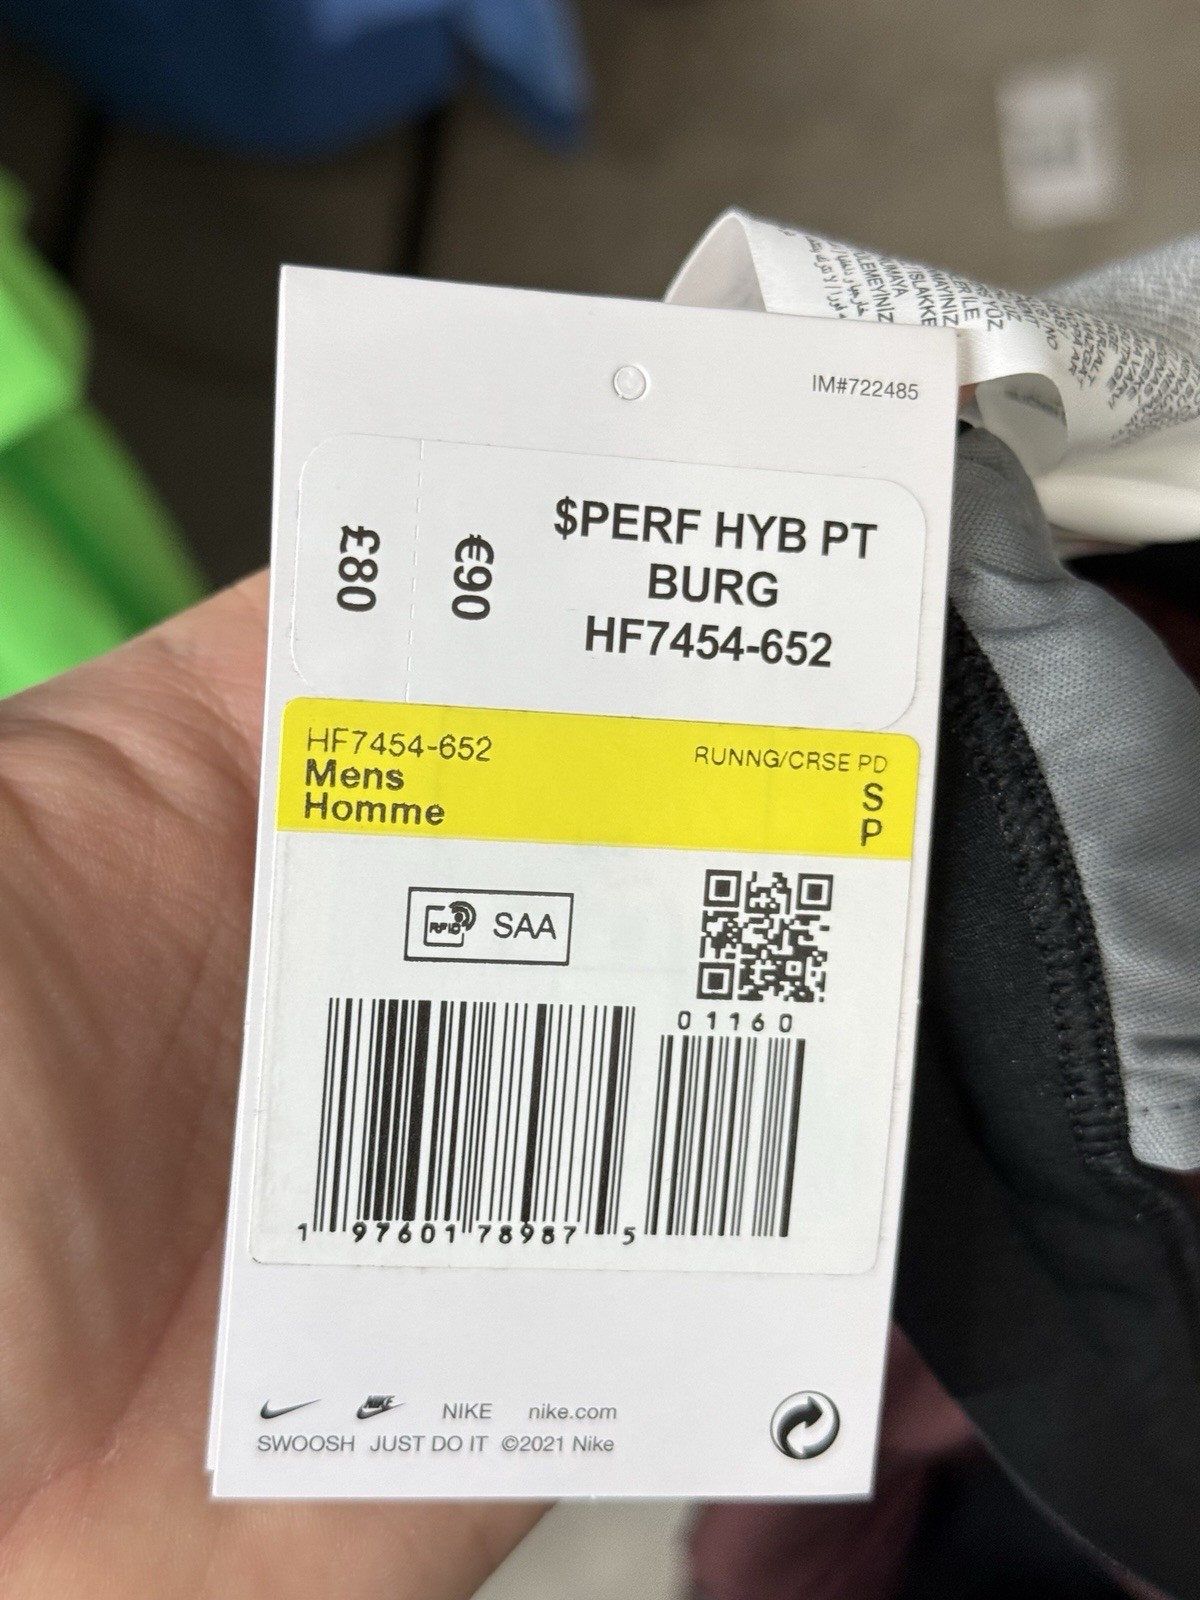 IM#722485
£80
€90
$PERF HYB PT
BURG
HF7454-652
HF7454-652
Mens
Homme
RUNNG/CRSE PD
S
P
RFID SAA
01160
1 97601 78987 5
NIKE nike.com
SWOOSH JUST DO IT ©2021 Nike
ISLAKKE